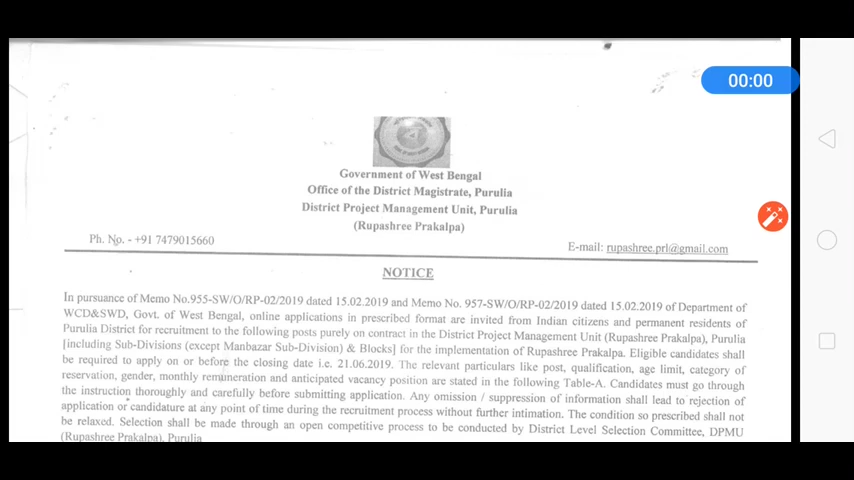 00:00
Government of West Bengal
Office of the District Magistrate, Purulia
District Project Management Unit, Purulia
(Rupashree Prakalpa)
Ph. No. - +91 7479015660
E-mail: rupashree.prl@gmail.com
NOTICE
In pursuance of Memo No.955-SW/O/RP-02/2019 dated 15.02.2019 and Memo No. 957-SW/O/RP-02/2019 dated 15.02.2019 of Department of
WCD&SWD, Govt. of West Bengal, online applications in prescribed format are invited from Indian citizens and permanent residents of
Purulia District for recruitment to the following posts purely on contract in the District Project Management Unit (Rupashree Prakalpa), Purulia
[including Sub-Divisions (except Manbazar Sub-Division) & Blocks] for the implementation of Rupashree Prakalpa. Eligible candidates shall
be required to apply on or before the closing date i.e. 21.06.2019. The relevant particulars like post, qualification, age limit, category of
reservation, gender, monthly remuneration and anticipated vacancy position are stated in the following Table-A. Candidates must go through
the instruction thoroughly and carefully before submitting application. Any omission / suppression of information shall lead to rejection of
application or candidature at any point of time during the recruitment process without further intimation. The condition so prescribed shall not
be relaxed. Selection shall be made through an open competitive process to be conducted by District Level Selection Committee, DPMU
(Rupashree Prakalpa), Purulia